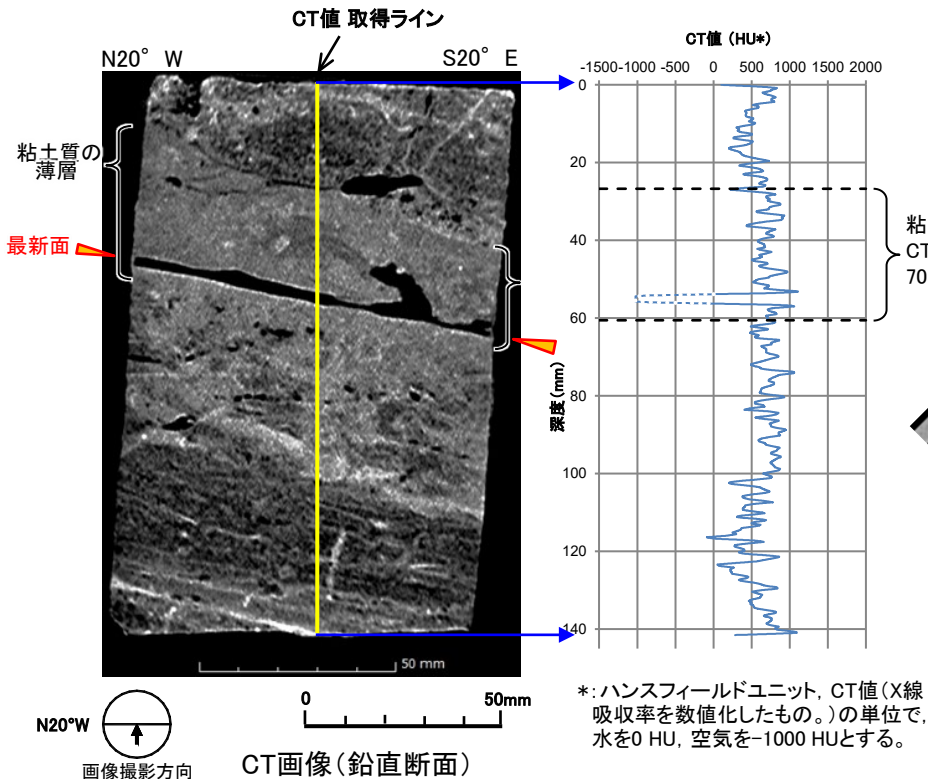 CT値 取得ライン
N20° W
S20° E
粘土質の
薄層
最新面
50 mm
0 50mm
N20°W
画像撮影方向
CT画像(鉛直断面)
CT値 (HU*)
-1500 -1000 -500 0 500 1000 1500 2000
0
20
40
60
80
100
120
140
深度(mm)
粘
CT
70
*:ハンスフィールドユニット, CT値(X線
吸収率を数値化したもの。)の単位で,
水を0 HU, 空気を-1000 HUとする。